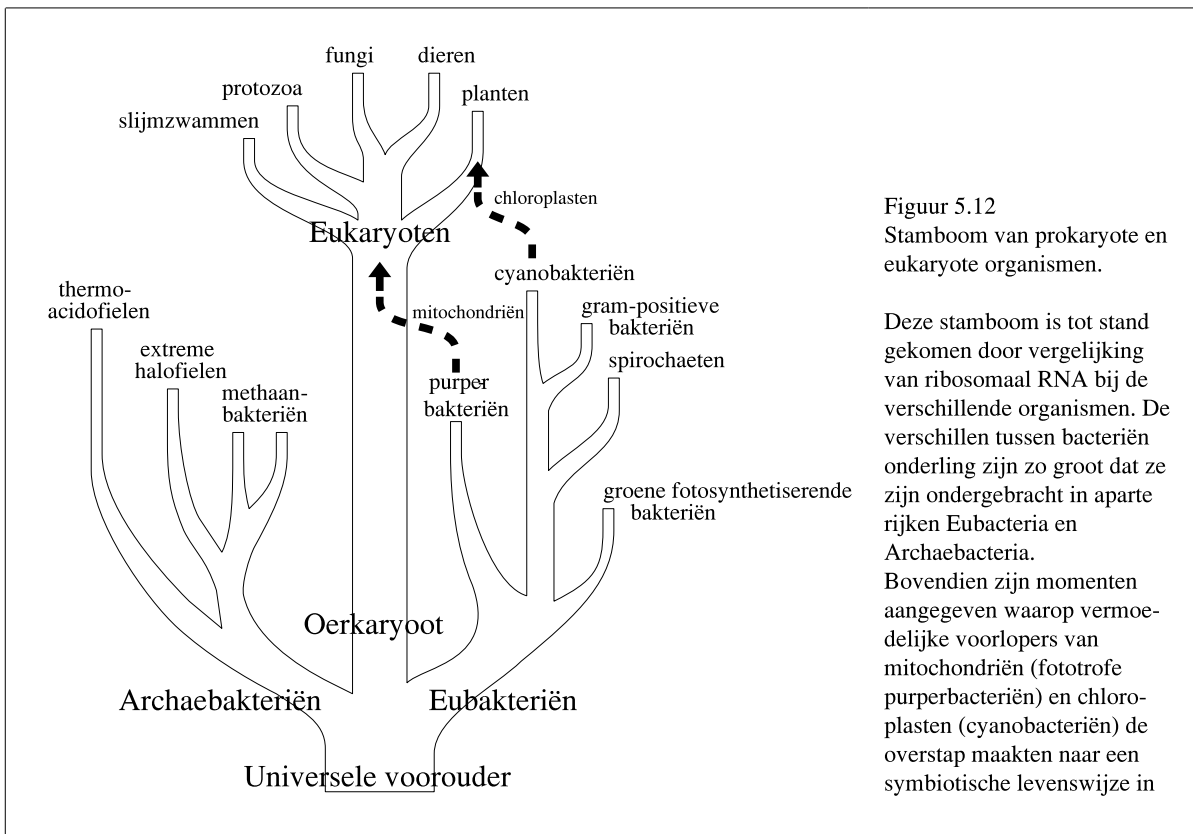 fungi
dieren
protozoa
planten
slijmzwammen
chloroplasten
Eukaryoten
cyanobakteriën
thermo-
acidofielen
mitochondriën
gram-positieve
bakteriën
extreme
halofielen
spirochaeten
methaan-
bakteriën
purper-
bakteriën
groene fotosynthetiserende
bakteriën
Oerkaryoot
Archaebakteriën
Eubakteriën
Universele voorouder
Figuur 5.12
Stamboom van prokaryote en
eukaryote organismen.
Deze stamboom is tot stand
gekomen door vergelijking
van ribosomaal RNA bij de
verschillende organismen. De
verschillen tussen bacteriën
onderling zijn zo groot dat ze
zijn ondergebracht in aparte
rijken Eubacteria en
Archaebacteria.
Bovendien zijn momenten
aangegeven waarop vermoe-
delijke voorlopers van
mitochondriën (fototrofe
purperbacteriën) en chloro-
plasten (cyanobacteriën) de
overstap maakten naar een
symbiotische levenswijze in